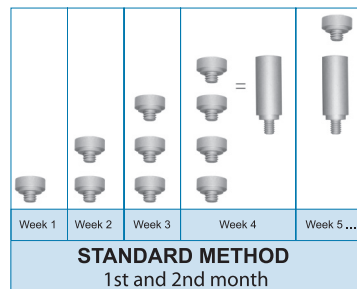 =
Week 1 Week 2 Week 3 Week 4 Week 5 ...
STANDARD METHOD
1st and 2nd month